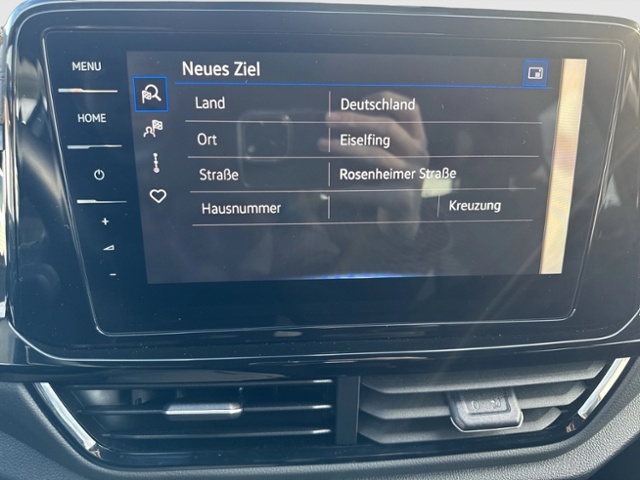 MENU
HOME
+
-
Neues Ziel
Land Deutschland
Ort Eiselfing
Straße Rosenheimer Straße
Hausnummer Kreuzung